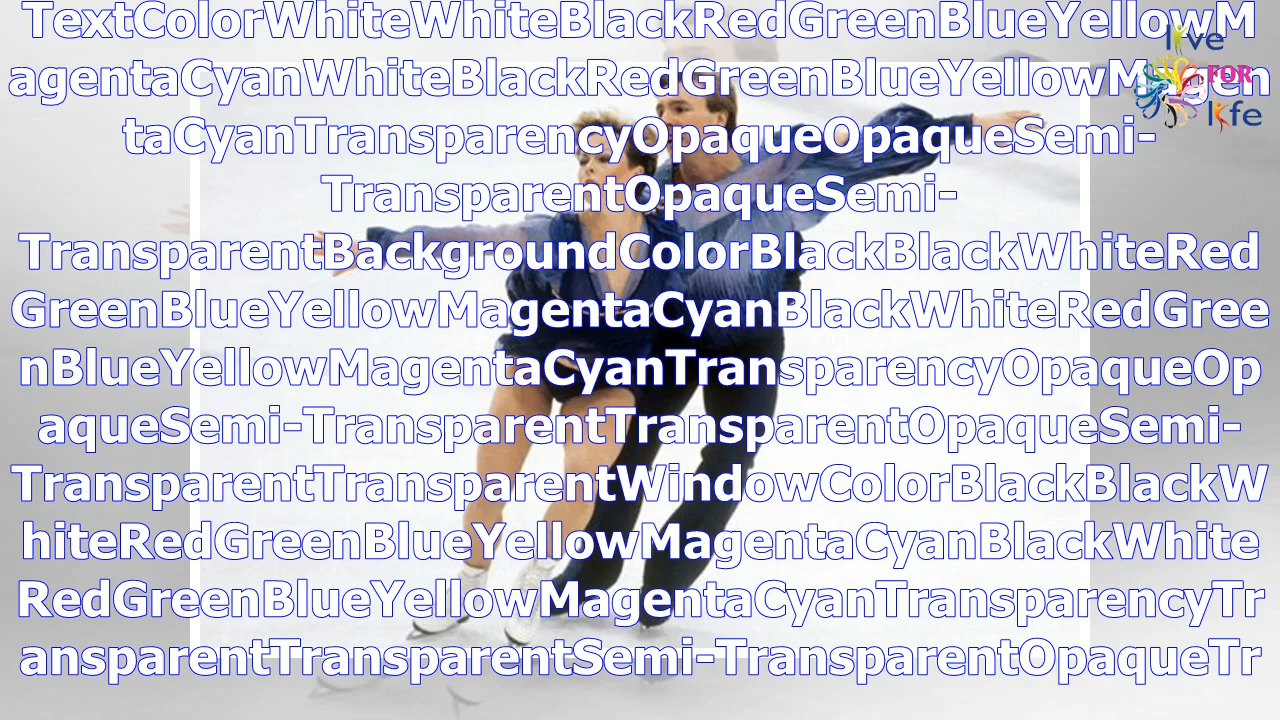 TextColorWhiteWhiteBlackRedGreenBlueYellowM
agentaCyanWhiteBlackRedGreenBlueYellowMagen
taCyanTransparencyOpaqueOpaqueSemi-
TransparentOpaqueSemi-
TransparentBackgroundColorBlackBlackWhiteRed
GreenBlueYellowMagentaCyanBlackWhiteRedGree
nBlueYellowMagentaCyanTransparencyOpaqueOp
aqueSemi-TransparentTransparentOpaqueSemi-
TransparentTransparentWindowColorBlackBlackW
hiteRedGreenBlueYellowMagentaCyanBlackWhite
RedGreenBlueYellowMagentaCyanTransparencyTr
ansparentTransparentSemi-TransparentOpaqueTr
live
FOR
life